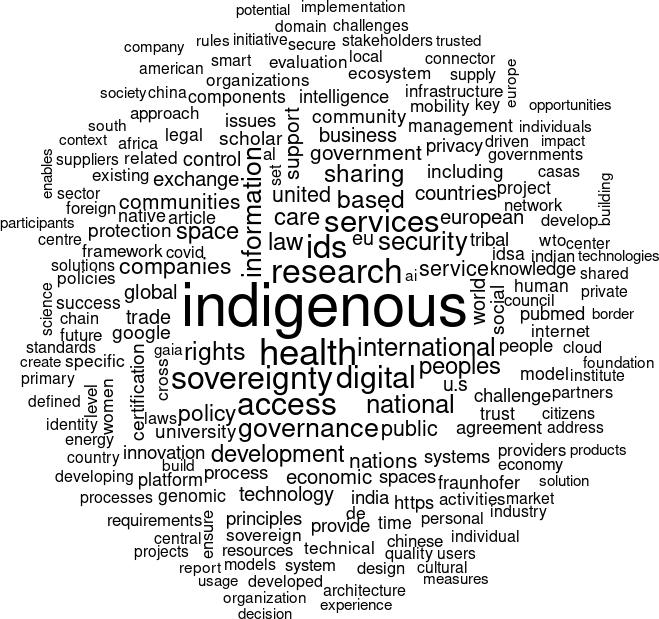 potential implementation
domain challenges
company rules initiative secure stakeholders trusted
american smart evaluation local connector
organizations ecosystem supply europe
society china components intelligence infrastructure
mobility key opportunities
approach issues support community management individuals
south legal scholar business driven impact
context africa al government privacy governments
enables suppliers related control information set sharing including casas
existing exchange united based countries project building
sector communities care services network
foreign native article european develop
participants protection space law ids eu security tribal wto center
centre framework covid idsa indian technologies
solutions companies research ai service knowledge shared
policies global indigenous world social human private
science success council
chain trade pubmed border
future google internet
standards gaia rights health international people cloud
create specific cross sovereignty digital peoples model institute foundation
primary u.s
defined level women certification access national challenge partners
identity laws policy trust citizens
energy university governance public agreement address
country innovation development nations systems providers products
build economy
developing platform process economic spaces fraunhofer solution
processes genomic technology india https activities market
requirements ensure principles de provide time personal industry
central sovereign chinese individual
projects resources technical quality users
report models system design cultural
usage developed measures
organization architecture
decision experience